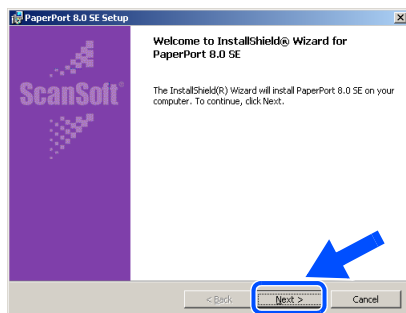 PaperPort 8.0 SE Setup
Welcome to InstallShield® Wizard for
PaperPort 8.0 SE
ScanSoft®
The InstallShield(R) Wizard will install PaperPort 8.0 SE on your
computer. To continue, click Next.
< Back
Next >
Cancel